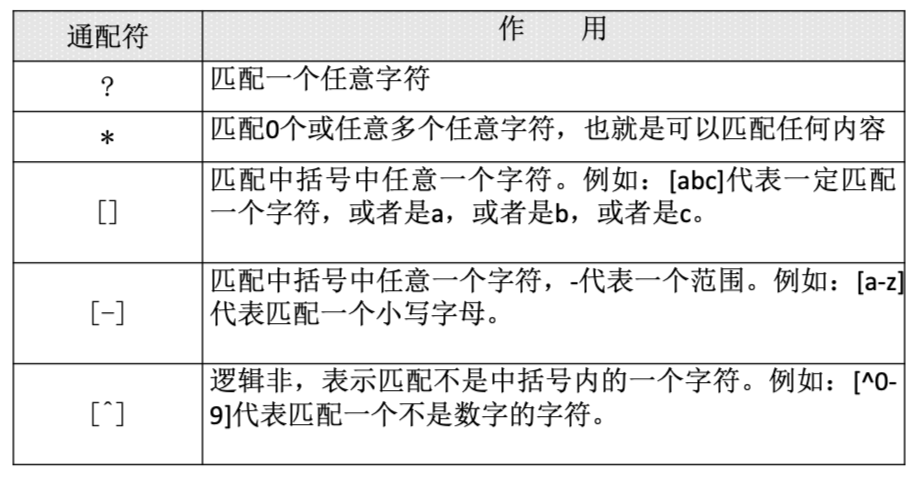 通配符
作 用
?
匹配一个任意字符
*
匹配0个或任意多个任意字符，也就是可以匹配任何内容
[]
匹配中括号中任意一个字符。例如：[abc]代表一定匹配
一个字符，或者是a，或者是b，或者是c。
[-]
匹配中括号中任意一个字符，-代表一个范围。例如：[a-z]
代表匹配一个小写字母。
[^]
逻辑非，表示匹配不是中括号内的一个字符。例如：[^0-
9]代表匹配一个不是数字的字符。